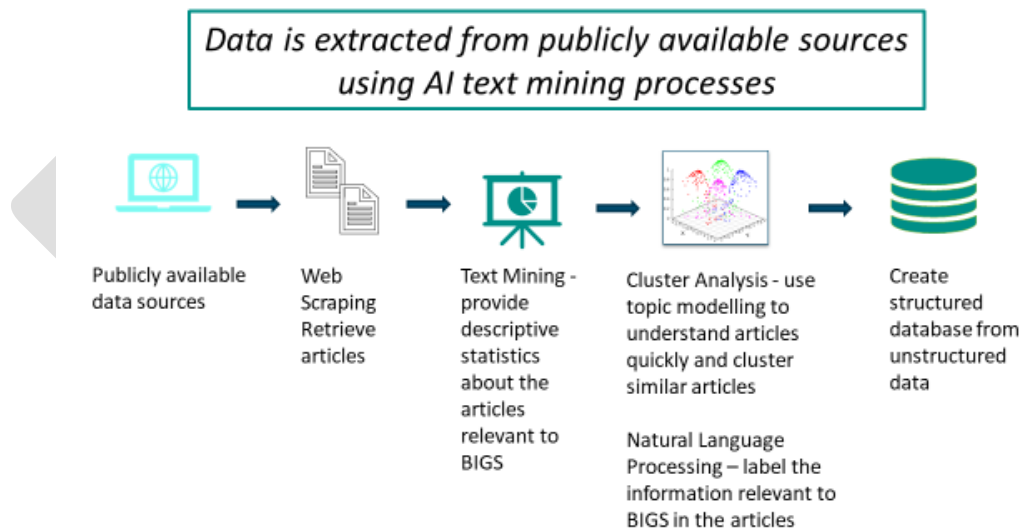 Data is extracted from publicly available sources
using AI text mining processes
Publicly available
data sources
Web
Scraping
Retrieve
articles
Text Mining -
provide
descriptive
statistics
about the
articles
relevant to
BIGS
Cluster Analysis - use
topic modelling to
understand articles
quickly and cluster
similar articles
Natural Language
Processing – label the
information relevant to
BIGS in the articles
Create
structured
database from
unstructured
data